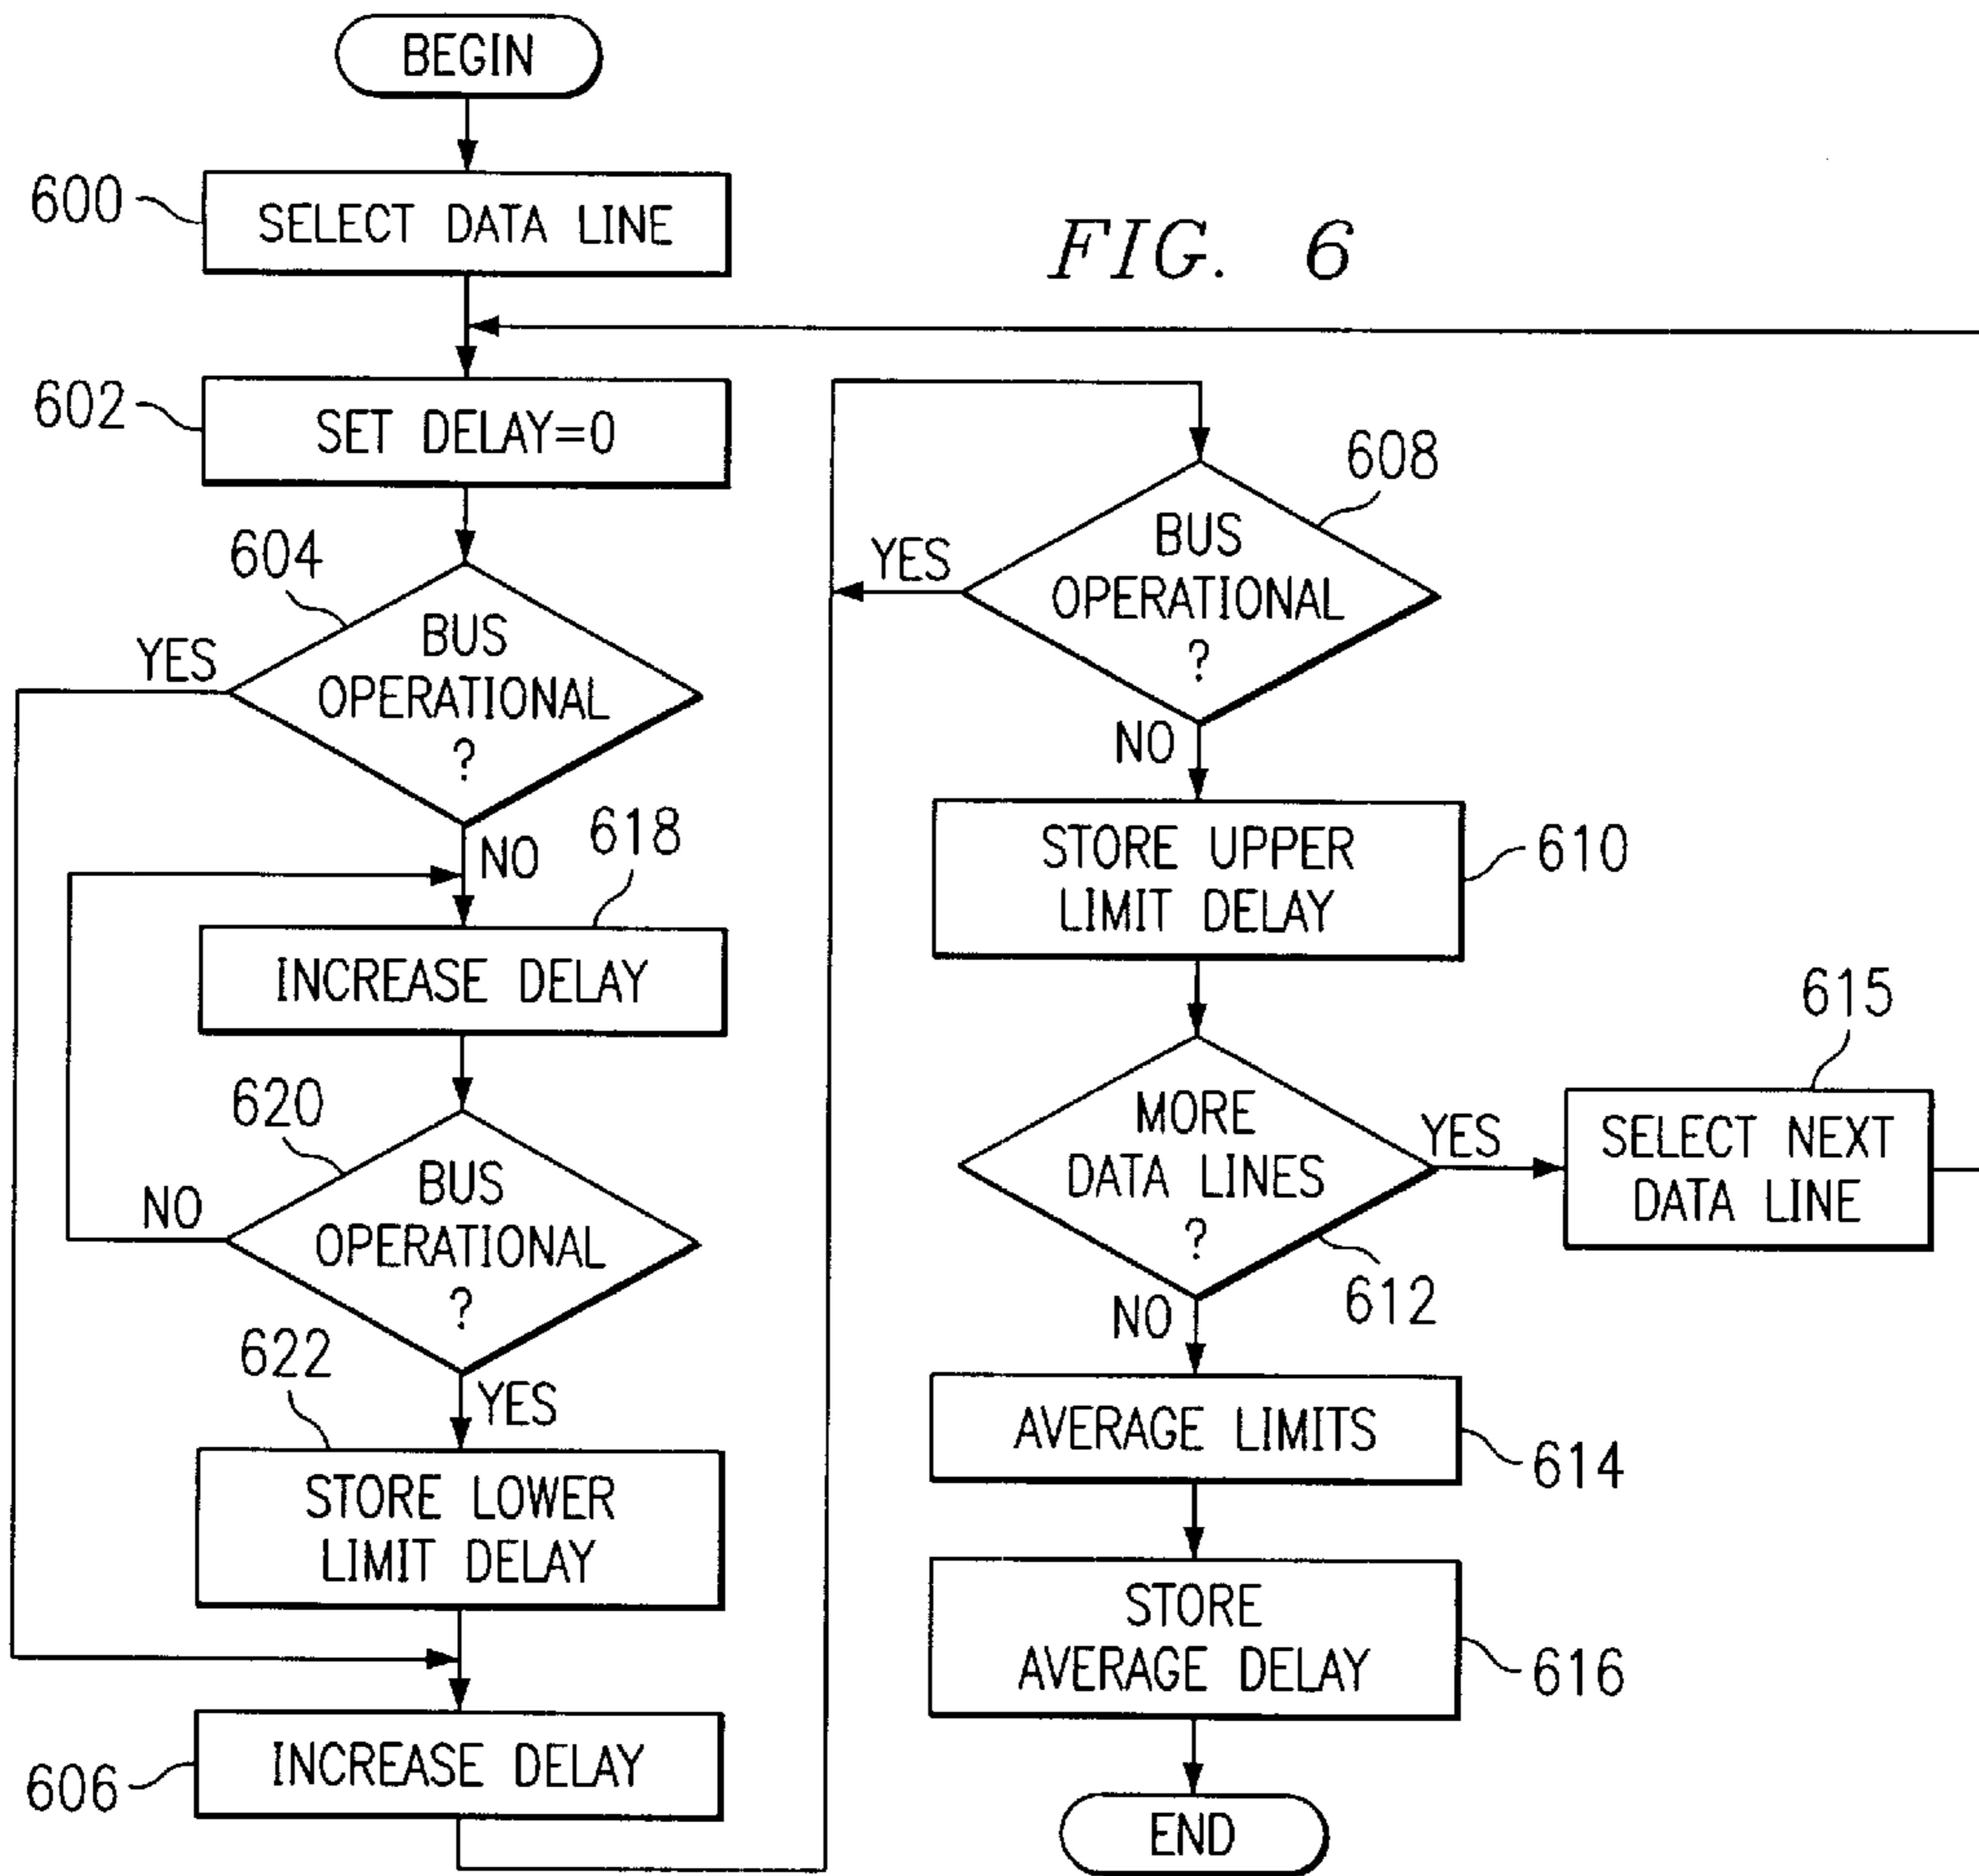 BEGIN
600
SELECT DATA LINE
FIG. 6
602
SET DELAY=0
604
YES
BUS
OPERATIONAL
?
NO
618
INCREASE DELAY
620
BUS
OPERATIONAL
?
NO
622
YES
STORE LOWER
LIMIT DELAY
606
INCREASE DELAY
608
YES
BUS
OPERATIONAL
?
NO
STORE UPPER
LIMIT DELAY
610
MORE
DATA LINES
?
YES
615
SELECT NEXT
DATA LINE
612
NO
AVERAGE LIMITS
614
STORE
AVERAGE DELAY
616
END